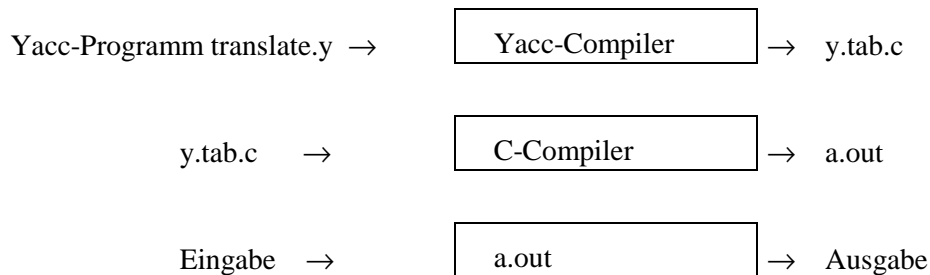 Yacc-Programm translate.y → Yacc-Compiler → y.tab.c
y.tab.c → C-Compiler → a.out
Eingabe → a.out → Ausgabe